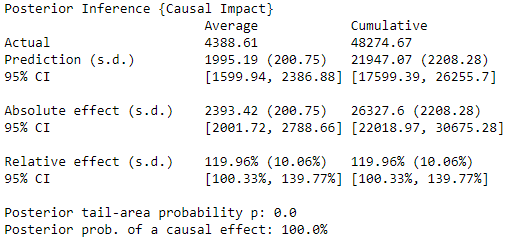 Posterior Inference {Causal Impact}
Average Cumulative
Actual 4388.61 48274.67
Prediction (s.d.) 1995.19 (200.75) 21947.07 (2208.28)
95% CI [1599.94, 2386.88] [17599.39, 26255.7]
Absolute effect (s.d.) 2393.42 (200.75) 26327.6 (2208.28)
95% CI [2001.72, 2788.66] [22018.97, 30675.28]
Relative effect (s.d.) 119.96% (10.06%) 119.96% (10.06%)
95% CI [100.33%, 139.77%] [100.33%, 139.77%]
Posterior tail-area probability p: 0.0
Posterior prob. of a causal effect: 100.0%